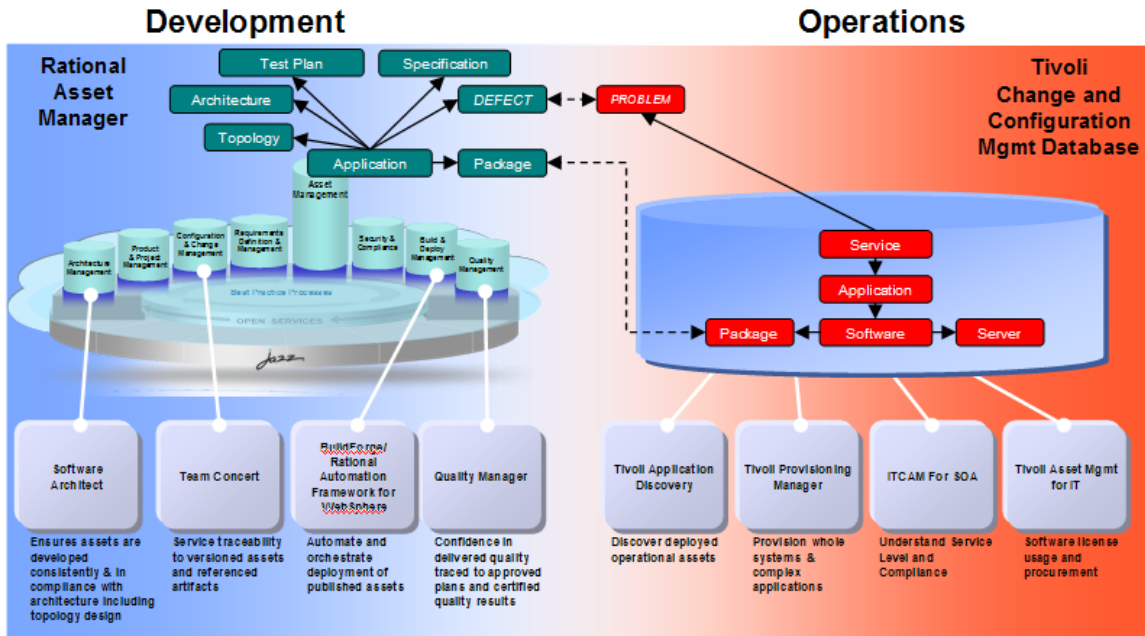 Development
Operations
Rational
Asset
Manager
Test Plan
Specification
Architecture
DEFECT
PROBLEM
Topology
Application
Package
Tivoli
Change and
Configuration
Mgmt Database
Asset
Management
Architecture
Management
Product
& Project
Management
Configuration
& Change
Management
Requirements
Definition &
Management
Security &
Compliance
Build &
Deploy
Management
Quality
Management
Best Practice Processes
OPEN SERVICES
Jazz
Service
Application
Package
Software
Server
Software
Architect
Team Concert
BuildForge/
Rational
Automation
Framework for
WebSphere
Quality Manager
Tivoli Application
Discovery
Tivoli Provisioning
Manager
ITCAM For SOA
Tivoli Asset Mgmt
for IT
Ensures assets are
developed
consistently & in
compliance with
architecture including
topology design
Service traceability
to versioned assets
and referenced
artifacts
Automate and
orchestrate
deployment of
published assets
Confidence in
delivered quality
traced to approved
plans and certified
quality results
Discover deployed
operational assets
Provision whole
systems &
complex
applications
Understand Service
Level and
Compliance
Software license
usage and
procurement